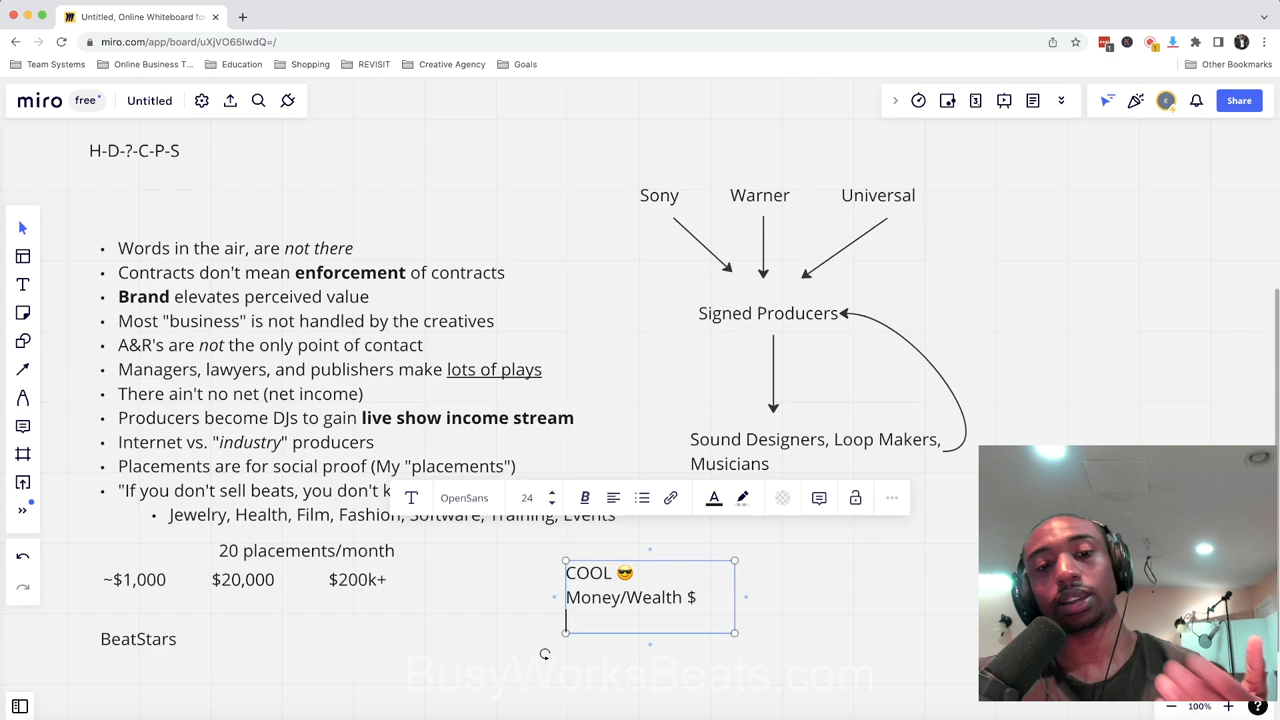 Untitled, Online Whiteboard for
miro.com/app/board/uXjVO65IwdQ=/
Team Systems
Online Business T...
Education
Shopping
REVISIT
Creative Agency
Goals
Other Bookmarks
miro
free
Untitled
Share
H-D-?-C-P-S
Sony Warner Universal
• Words in the air, are not there
• Contracts don't mean enforcement of contracts
• Brand elevates perceived value
• Most "business" is not handled by the creatives
• A&R's are not the only point of contact
• Managers, lawyers, and publishers make lots of plays
• There ain't no net (net income)
• Producers become DJs to gain live show income stream
• Internet vs. "industry" producers
• Placements are for social proof (My "placements")
• "If you don't sell beats, you don't
• Jewelry, Health, Film, Fashion, Software, Training, Events
Signed Producers
Sound Designers, Loop Makers,
Musicians
OpenSans 24
20 placements/month
~$1,000 $20,000 $200k+
COOL 😎
Money/Wealth $
BeatStars
BusyWorksBeats.com
100%